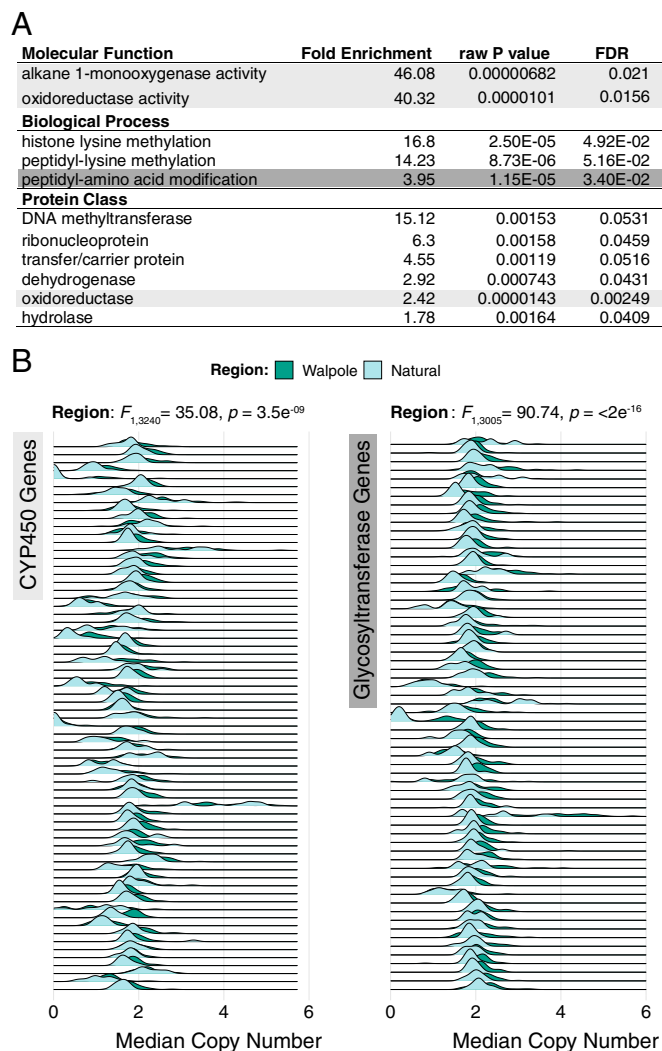 A
Molecular Function Fold Enrichment raw P value FDR
alkane 1-monooxygenase activity 46.08 0.00000682 0.021
oxidoreductase activity 40.32 0.0000101 0.0156
Biological Process
histone lysine methylation 16.8 2.50E-05 4.92E-02
peptidyl-lysine methylation 14.23 8.73E-06 5.16E-02
peptidyl-amino acid modification 3.95 1.15E-05 3.40E-02
Protein Class
DNA methyltransferase 15.12 0.00153 0.0531
ribonucleoprotein 6.3 0.00158 0.0459
transfer/carrier protein 4.55 0.00119 0.0516
dehydrogenase 2.92 0.000743 0.0431
oxidoreductase 2.42 0.0000143 0.00249
hydrolase 1.78 0.00164 0.0409
B
Region: Walpole Natural
Region: F1,3240= 35.08, p = 3.5e-09
Region: F1,3005= 90.74, p = <2e-16
CYP450 Genes
Glycosyltransferase Genes
0 2 4 6
0 2 4 6
Median Copy Number
Median Copy Number